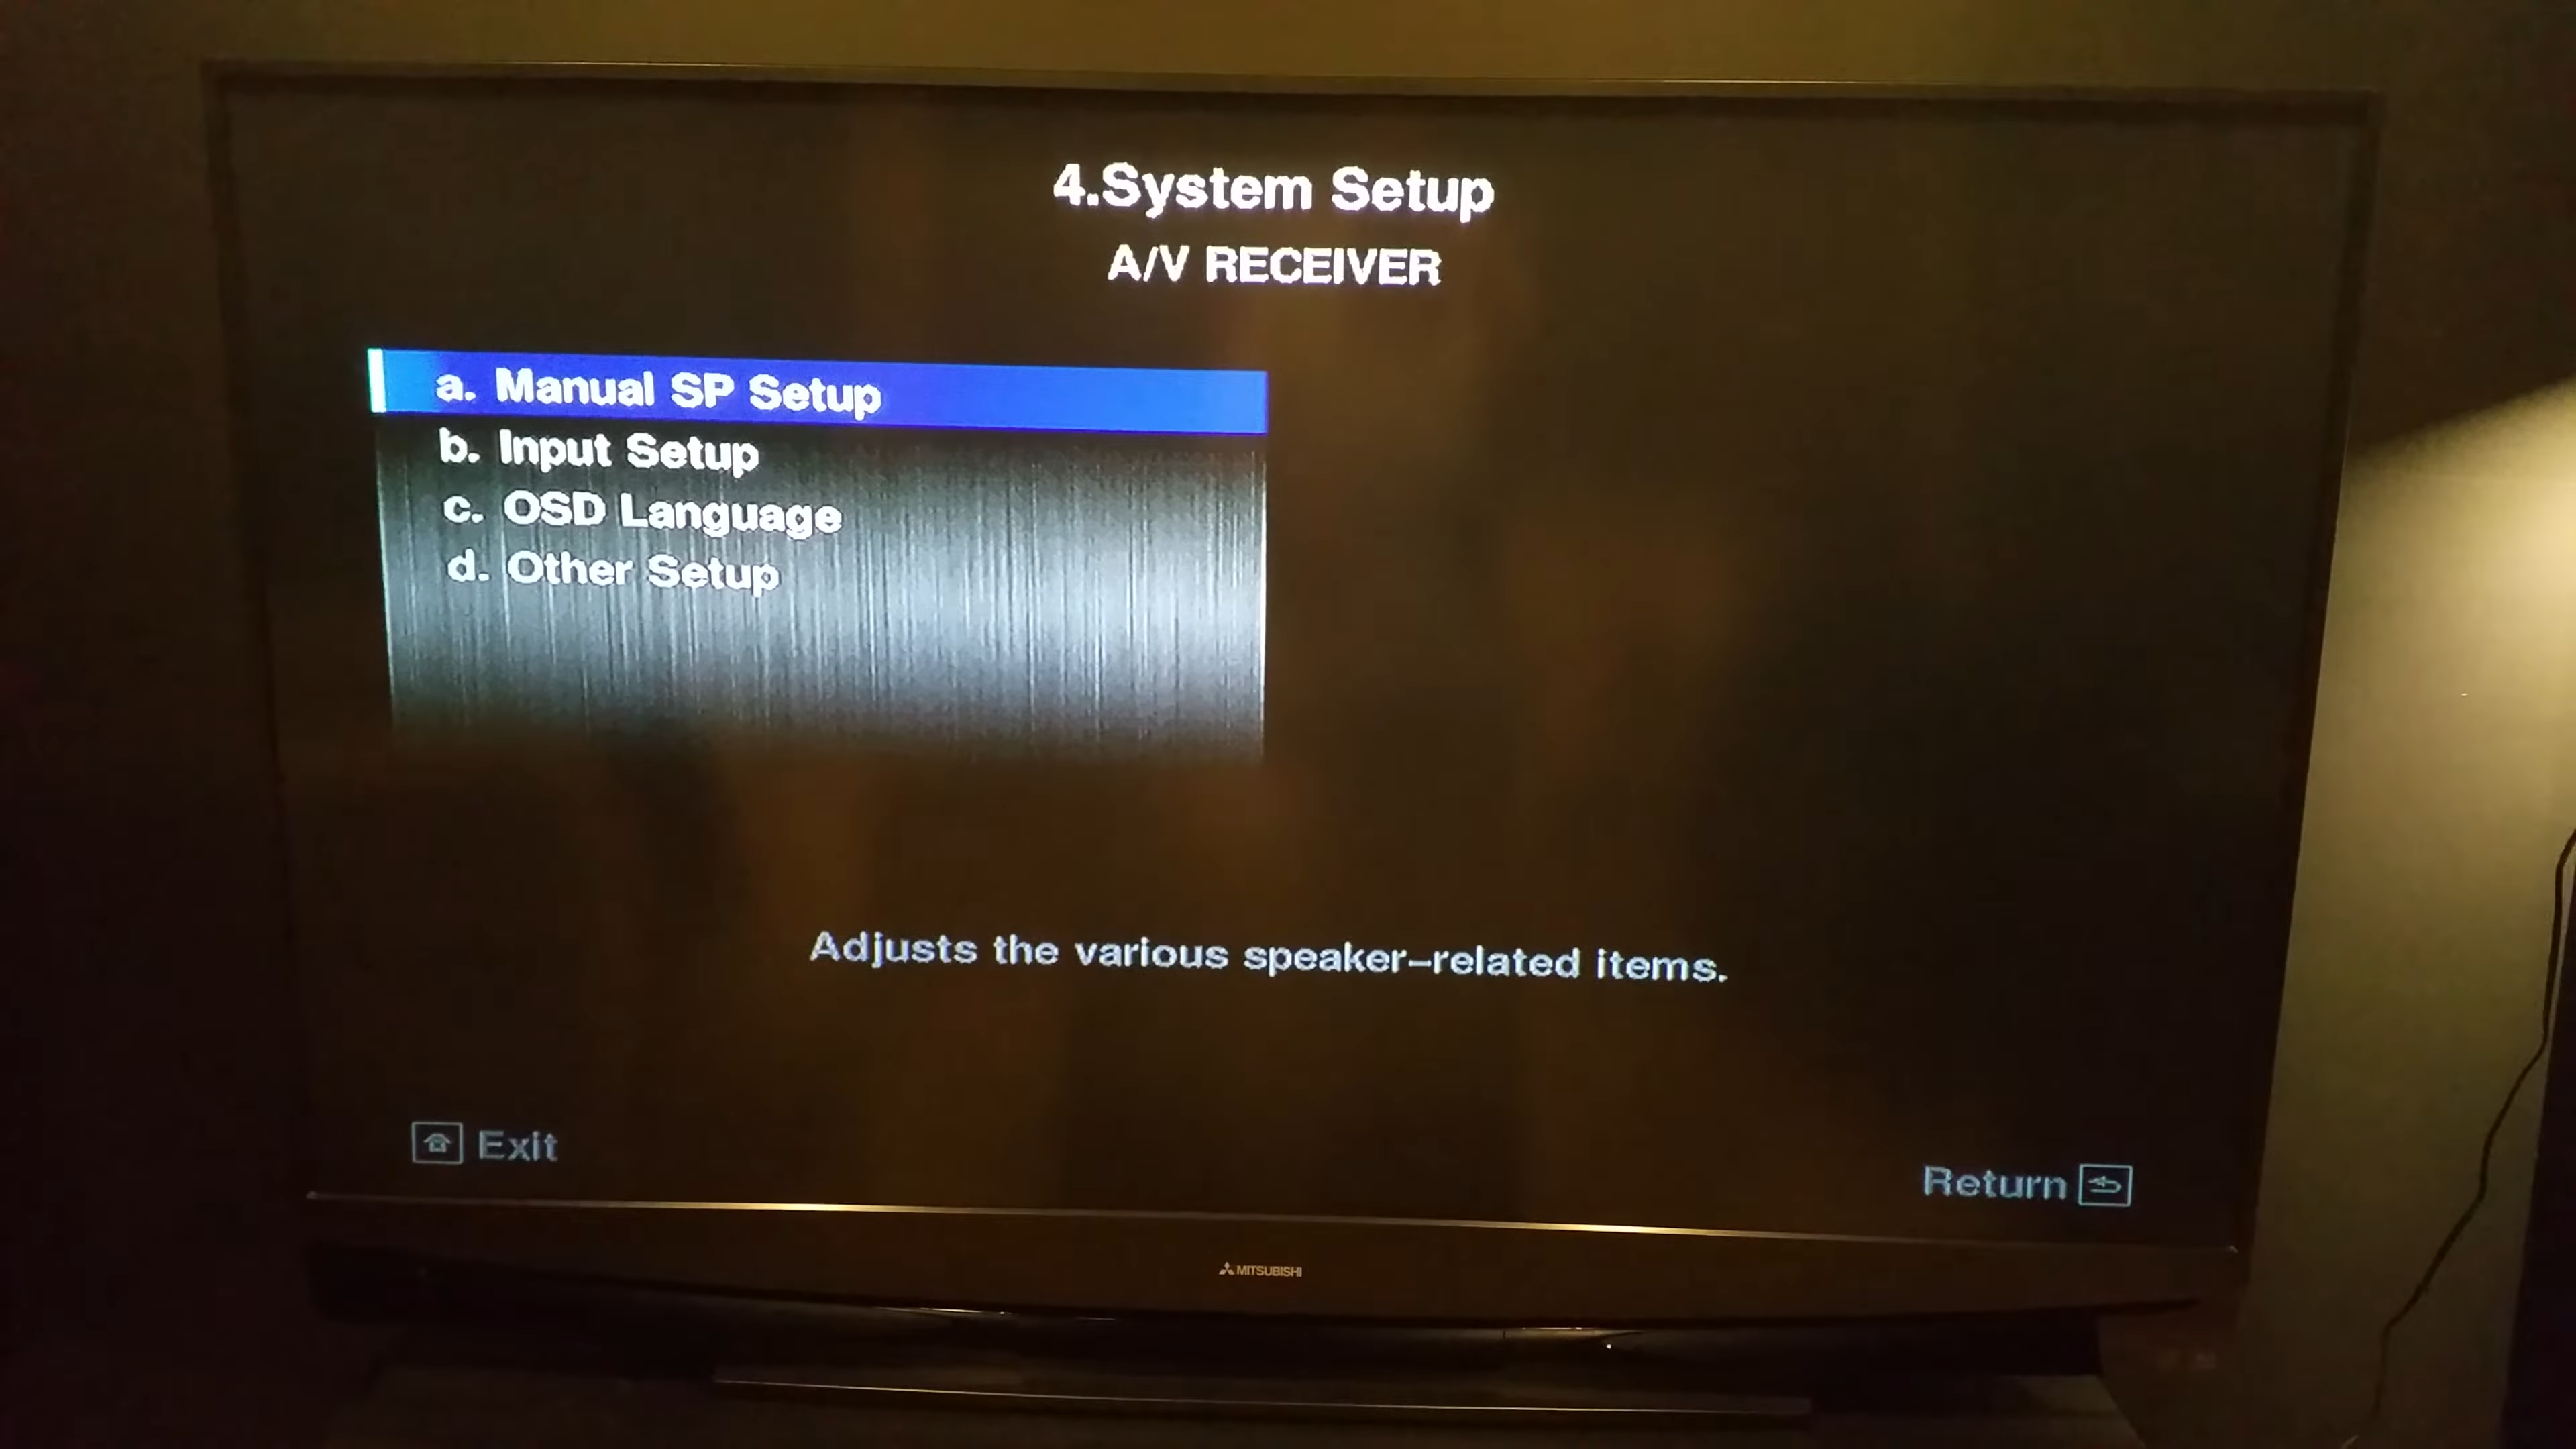 4.System Setup
A/V RECEIVER
a. Manual SP Setup
b. Input Setup
c. OSD Language
d. Other Setup
Adjusts the various speaker-related items.
Exit
Return
MITSUBISHI